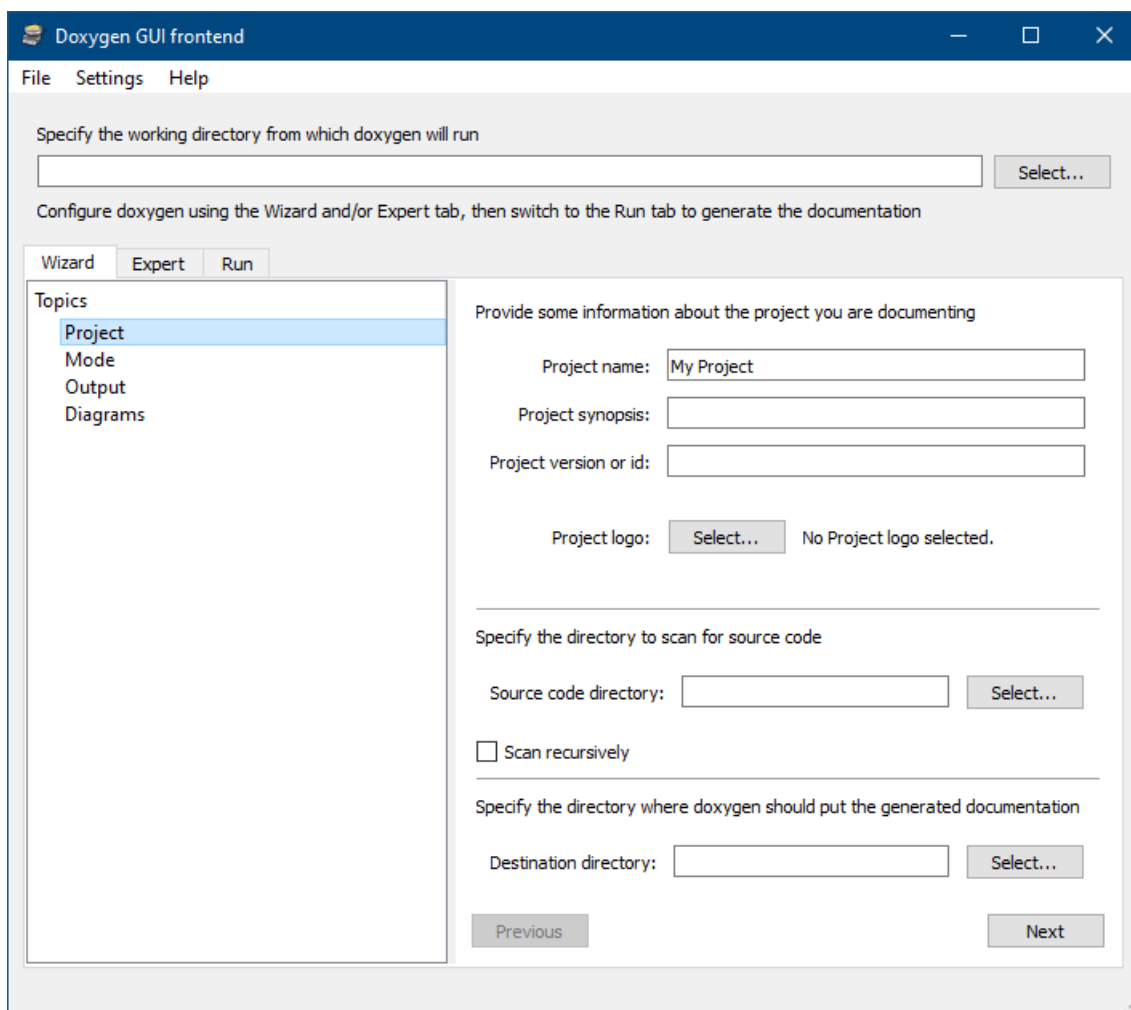 Doxygen GUI frontend
File Settings Help
Specify the working directory from which doxygen will run
Select...
Configure doxygen using the Wizard and/or Expert tab, then switch to the Run tab to generate the documentation
Wizard Expert Run
Topics
Project
Mode
Output
Diagrams
Provide some information about the project you are documenting
Project name: My Project
Project synopsis:
Project version or id:
Project logo: Select... No Project logo selected.
Specify the directory to scan for source code
Source code directory: Select...
Scan recursively
Specify the directory where doxygen should put the generated documentation
Destination directory: Select...
Previous Next